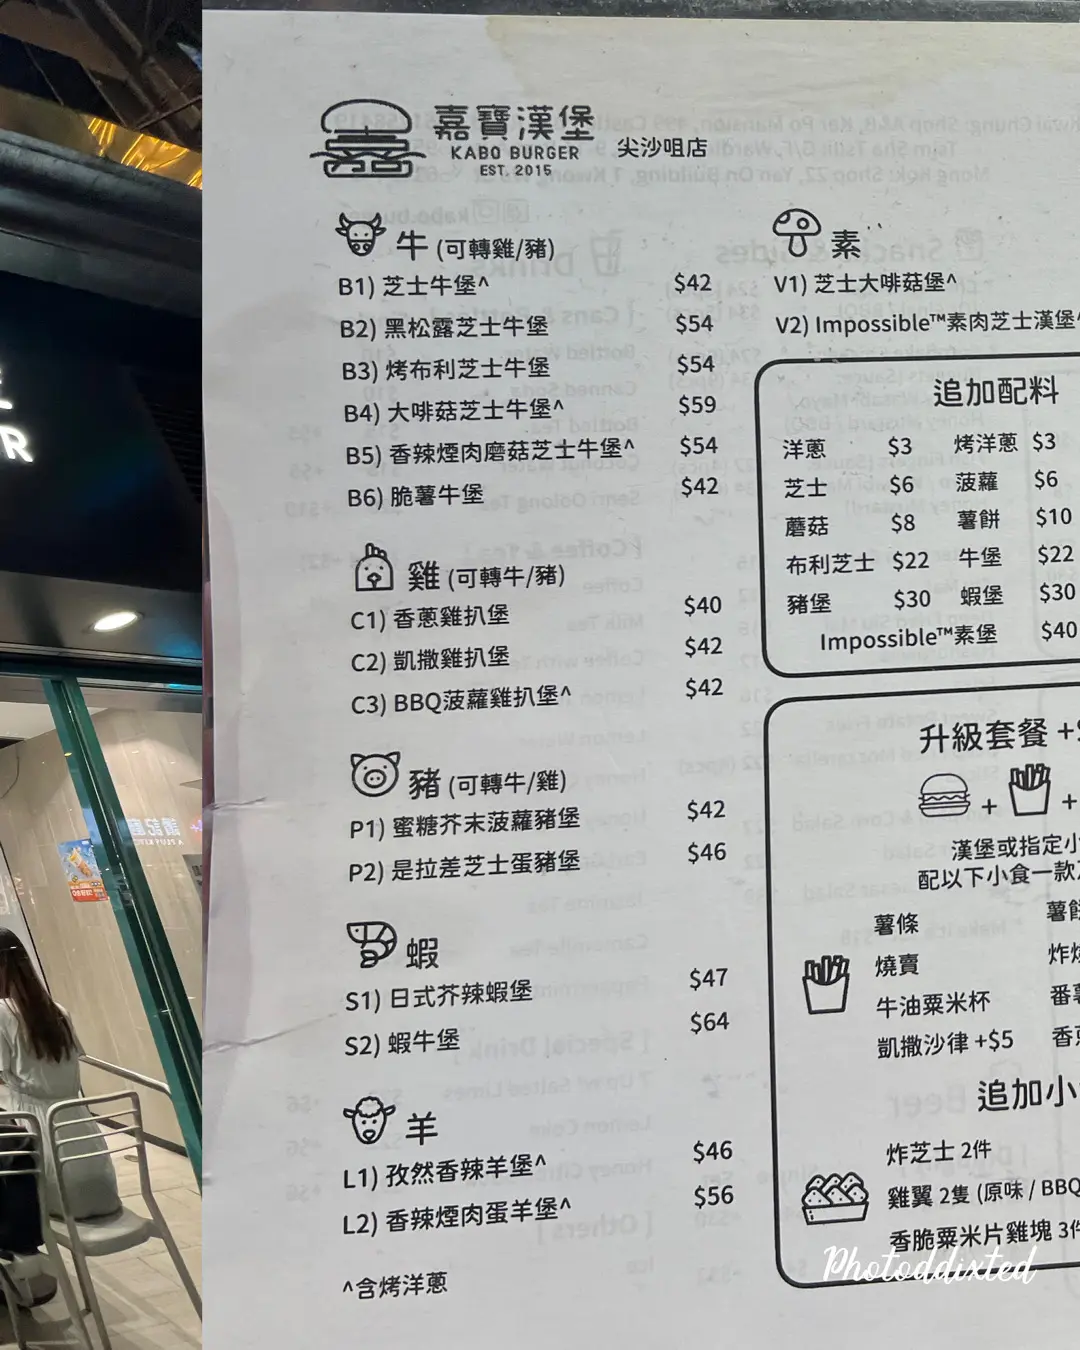 嘉寶漢堡
KABO BURGER
EST. 2015
尖沙咀店
牛 (可轉雞/豬)
B1) 芝士牛堡^ $42
B2) 黑松露芝士牛堡 $54
B3) 烤布利芝士牛堡 $54
B4) 大啡菇芝士牛堡^ $59
B5) 香辣煙肉磨菇芝士牛堡^ $54
B6) 脆薯牛堡 $42
雞 (可轉牛/豬)
C1) 香蔥雞扒堡 $40
C2) 凱撒雞扒堡 $42
C3) BBQ菠蘿雞扒堡^ $42
豬 (可轉牛/雞)
P1) 蜜糖芥末菠蘿豬堡 $42
P2) 是拉差芝士蛋豬堡 $46
蝦
S1) 日式芥辣蝦堡 $47
S2) 蝦牛堡 $64
羊
L1) 孜然香辣羊堡^ $46
L2) 香辣煙肉蛋羊堡^ $56
^含烤洋蔥
素
V1) 芝士大啡菇堡^
V2) Impossible™素肉芝士漢堡^
追加配料
洋蔥 $3 烤洋蔥 $3
芝士 $6 菠蘿 $6
蘑菇 $8 薯餅 $10
布利芝士 $22 牛堡 $22
豬堡 $30 蝦堡 $30
Impossible™素堡 $40
升級套餐 +
+ +
漢堡或指定小
配以下小食一款
薯條 薯餅
燒賣 炸
牛油粟米杯 番薯
凱撒沙律 +$5 香
追加小
炸芝士 2件
雞翼 2隻 (原味 / BBQ
香脆粟米片雞塊 3件
Photoddixted
R